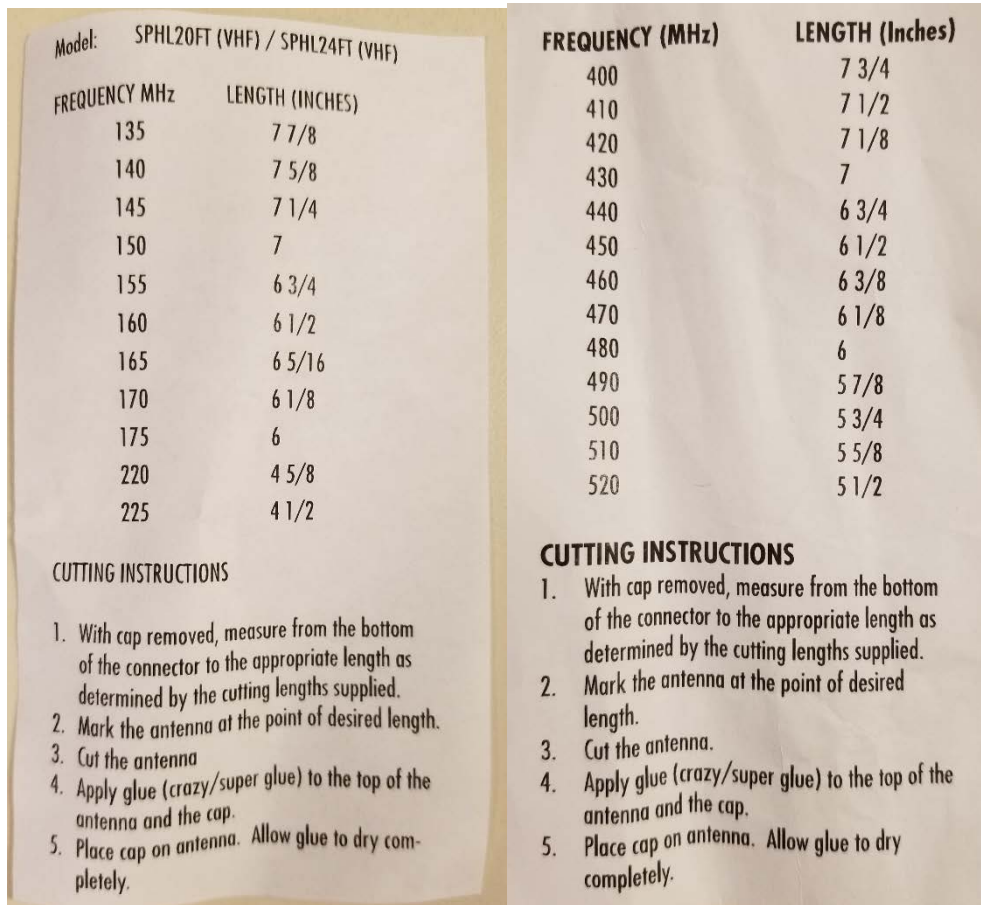 Model: SPHL20FT (VHF) / SPHL24FT (VHF)
FREQUENCY MHz LENGTH (INCHES)
135 7 7/8
140 7 5/8
145 7 1/4
150 7
155 6 3/4
160 6 1/2
165 6 5/16
170 6 1/8
175 6
220 4 5/8
225 4 1/2
CUTTING INSTRUCTIONS
1. With cap removed, measure from the bottom
of the connector to the appropriate length as
determined by the cutting lengths supplied.
2. Mark the antenna at the point of desired length.
3. Cut the antenna
4. Apply glue (crazy/super glue) to the top of the
antenna and the cap.
5. Place cap on antenna. Allow glue to dry com-
pletely.
FREQUENCY (MHz) LENGTH (Inches)
400 7 3/4
410 7 1/2
420 7 1/8
430 7
440 6 3/4
450 6 1/2
460 6 3/8
470 6 1/8
480 6
490 5 7/8
500 5 3/4
510 5 5/8
520 5 1/2
CUTTING INSTRUCTIONS
1. With cap removed, measure from the bottom
of the connector to the appropriate length as
determined by the cutting lengths supplied.
2. Mark the antenna at the point of desired
length.
3. Cut the antenna.
4. Apply glue (crazy/super glue) to the top of the
antenna and the cap.
5. Place cap on antenna. Allow glue to dry
completely.